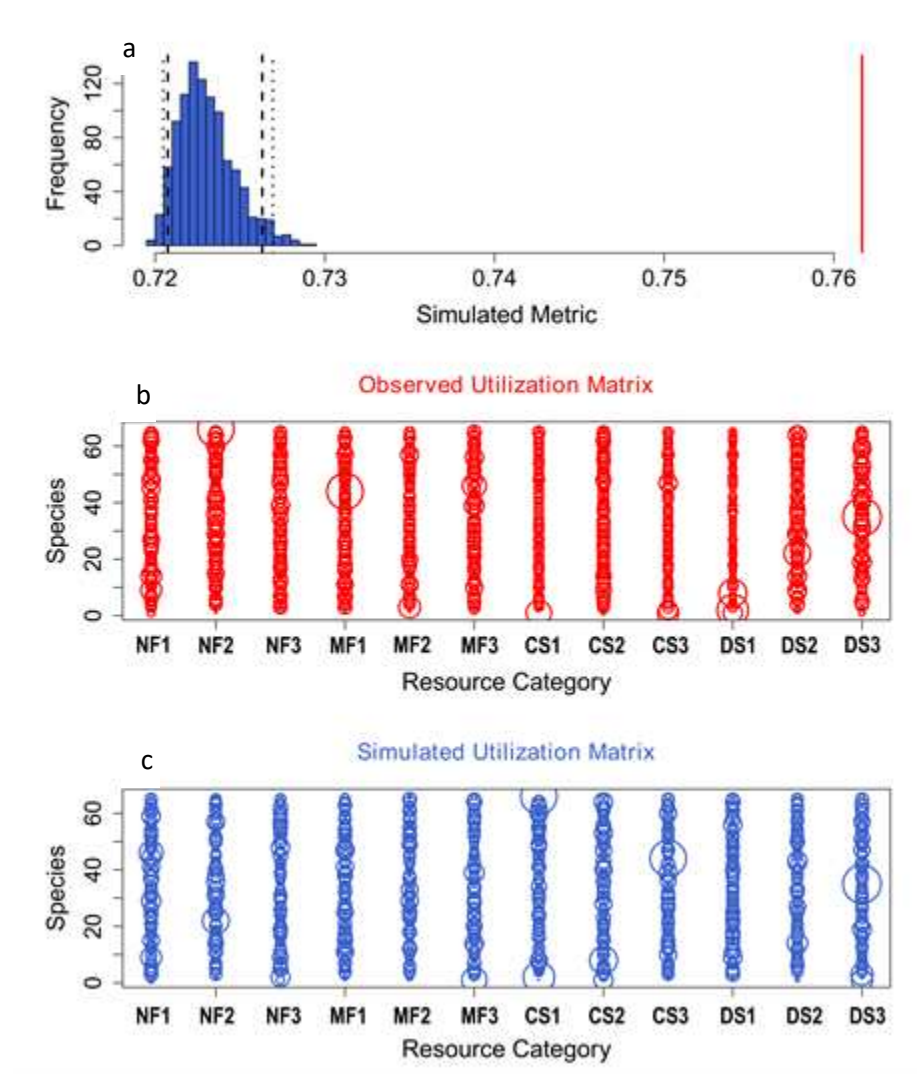 a
Frequency
0 40 80 120
0.72 0.73 0.74 0.75 0.76
Simulated Metric
b
Observed Utilization Matrix
Species
0 20 40 60
NF1 NF2 NF3 MF1 MF2 MF3 CS1 CS2 CS3 DS1 DS2 DS3
Resource Category
c
Simulated Utilization Matrix
Species
0 20 40 60
NF1 NF2 NF3 MF1 MF2 MF3 CS1 CS2 CS3 DS1 DS2 DS3
Resource Category